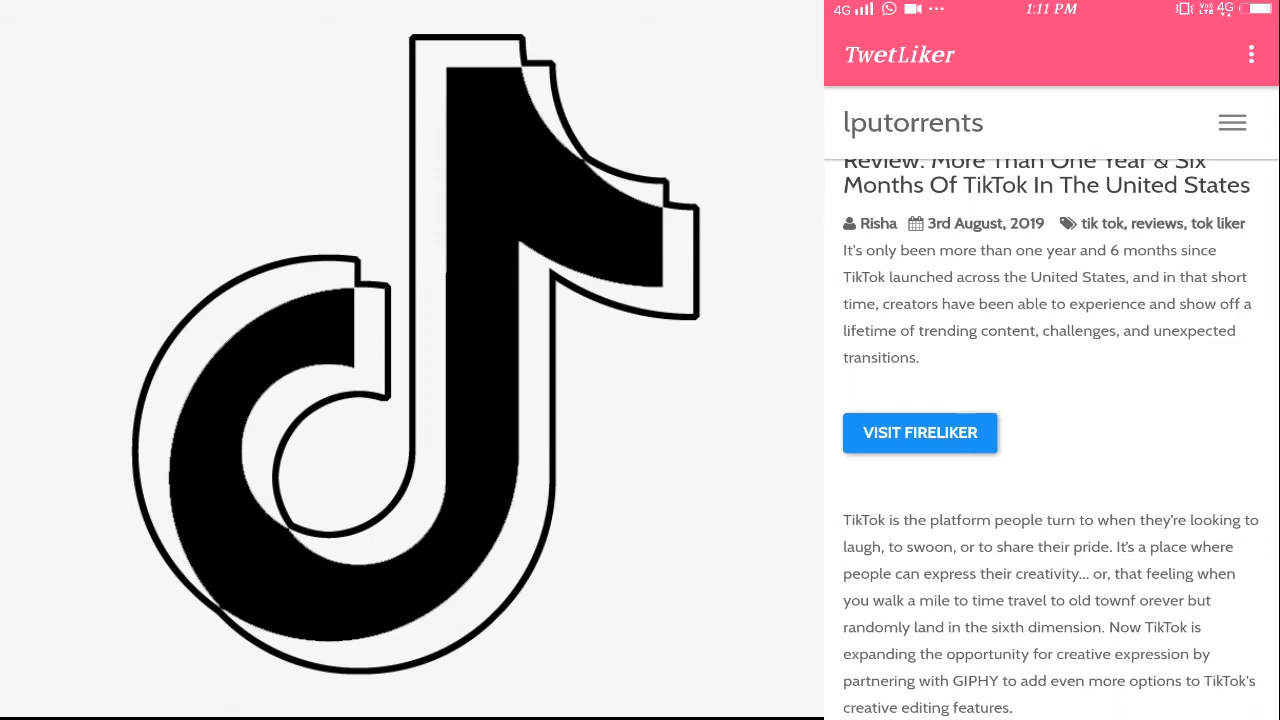 4G 1:11 PM VoI LTE 4G
TwetLiker
lputorrents
Review: More Than One Year & Six
Months Of TikTok In The United States
Risha 3rd August, 2019 tik tok, reviews, tok liker
It's only been more than one year and 6 months since
TikTok launched across the United States, and in that short
time, creators have been able to experience and show off a
lifetime of trending content, challenges, and unexpected
transitions.
VISIT FIRELIKER
TikTok is the platform people turn to when they're looking to
laugh, to swoon, or to share their pride. It's a place where
people can express their creativity... or, that feeling when
you walk a mile to time travel to old townf orever but
randomly land in the sixth dimension. Now TikTok is
expanding the opportunity for creative expression by
partnering with GIPHY to add even more options to TikTok's
creative editing features.